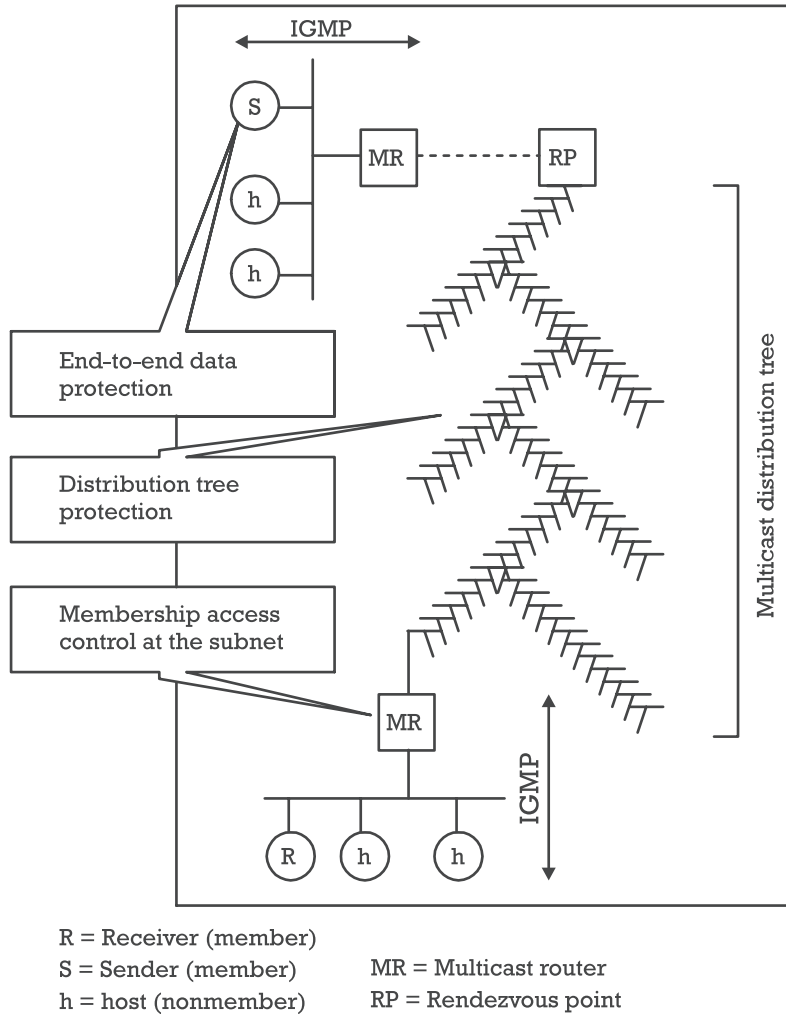 IGMP
S
MR
RP
h
h
End-to-end data
protection
Distribution tree
protection
Membership access
control at the subnet
Multicast distribution tree
MR
IGMP
R
h
h
R = Receiver (member)
S = Sender (member)
h = host (nonmember)
MR = Multicast router
RP = Rendezvous point